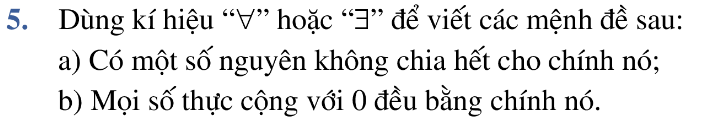 5. Dùng kí hiệu “∀” hoặc “∃” để viết các mệnh đề sau:
a) Có một số nguyên không chia hết cho chính nó;
b) Mọi số thực cộng với 0 đều bằng chính nó.